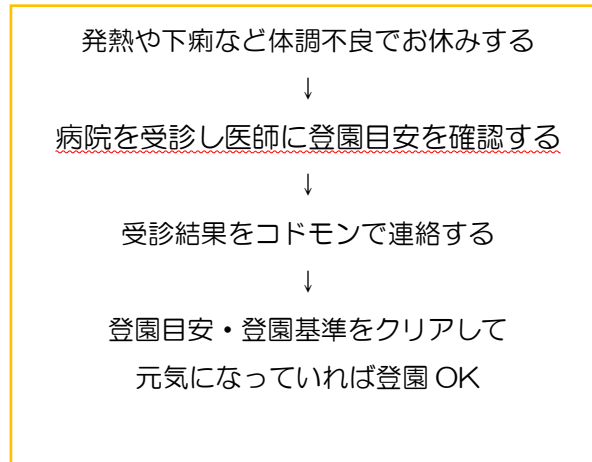 発熱や下痢など体調不良でお休みする
↓
病院を受診し医師に登園目安を確認する
↓
受診結果をコドモンで連絡する
↓
登園目安・登園基準をクリアして
元気になっていれば登園 OK